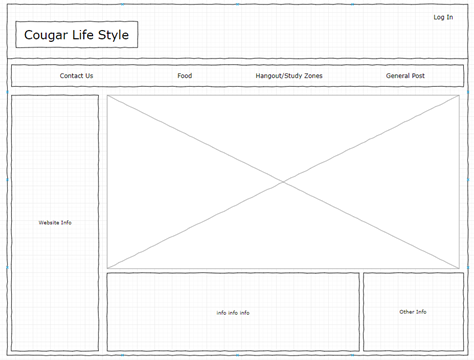 Log In
Cougar Life Style
Contact Us Food Hangout/Study Zones General Post
Website Info
info info info
Other Info